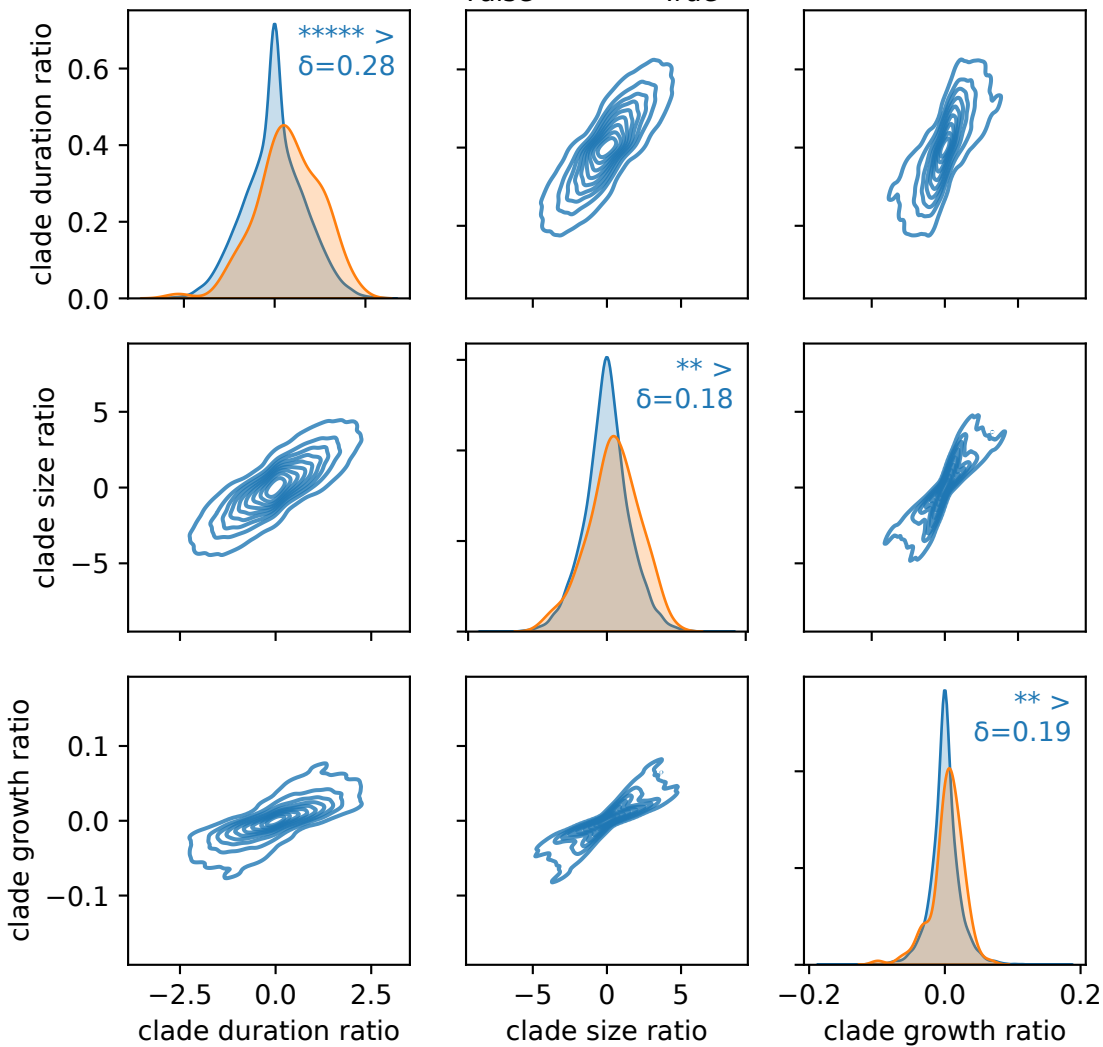 clade duration ratio
0.6
0.4
0.2
0.0
***** >
δ=0.28
clade size ratio
5
0
−5
** >
δ=0.18
clade growth ratio
0.1
0.0
−0.1
** >
δ=0.19
−2.5 0.0 2.5
−5 0 5
−0.2 0.0 0.2
clade duration ratio
clade size ratio
clade growth ratio